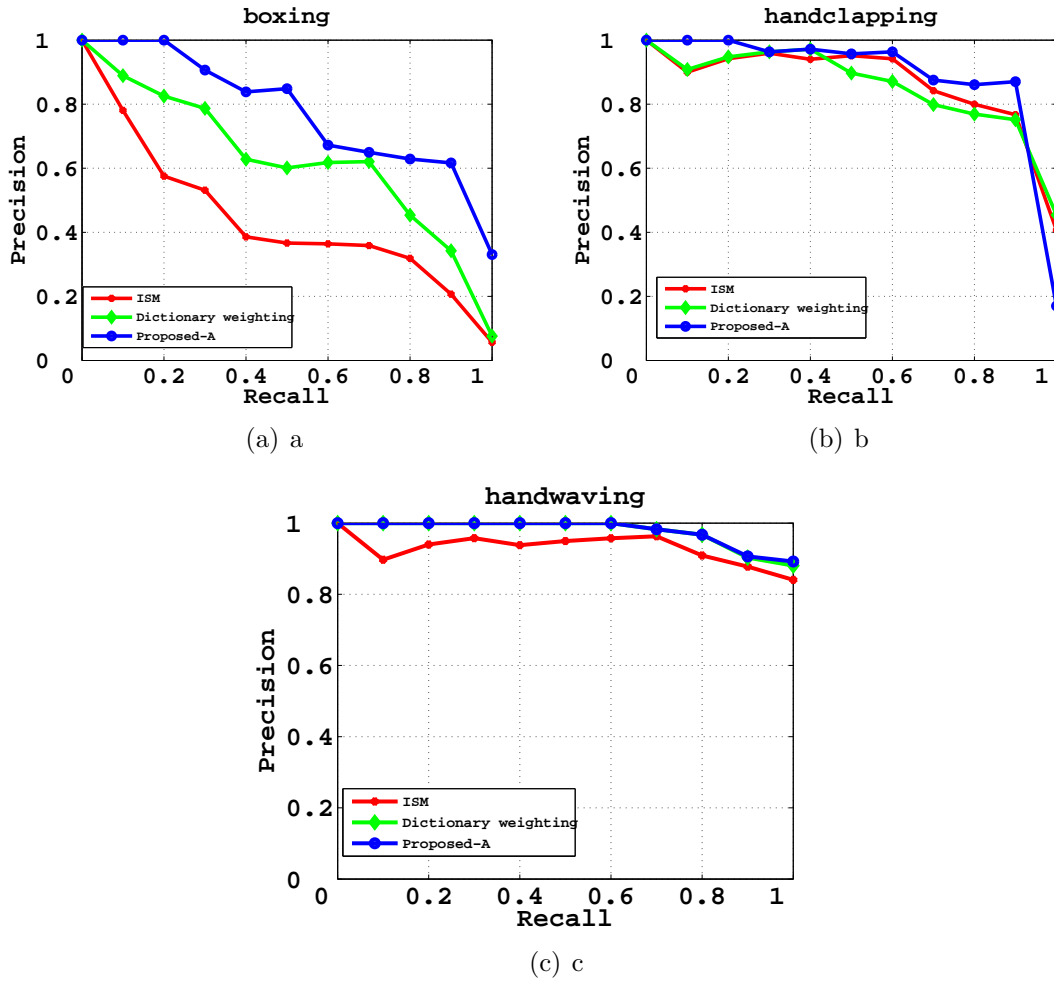 boxing
Precision
1
0.8
0.6
0.4
0.2
0
ISM
Dictionary weighting
Proposed-A
0 0.2 0.4 0.6 0.8 1
Recall
(a) a
handclapping
Precision
1
0.8
0.6
0.4
0.2
0
ISM
Dictionary weighting
Proposed-A
0 0.2 0.4 0.6 0.8 1
Recall
(b) b
handwaving
Precision
1
0.8
0.6
0.4
0.2
0
ISM
Dictionary weighting
Proposed-A
0 0.2 0.4 0.6 0.8 1
Recall
(c) c